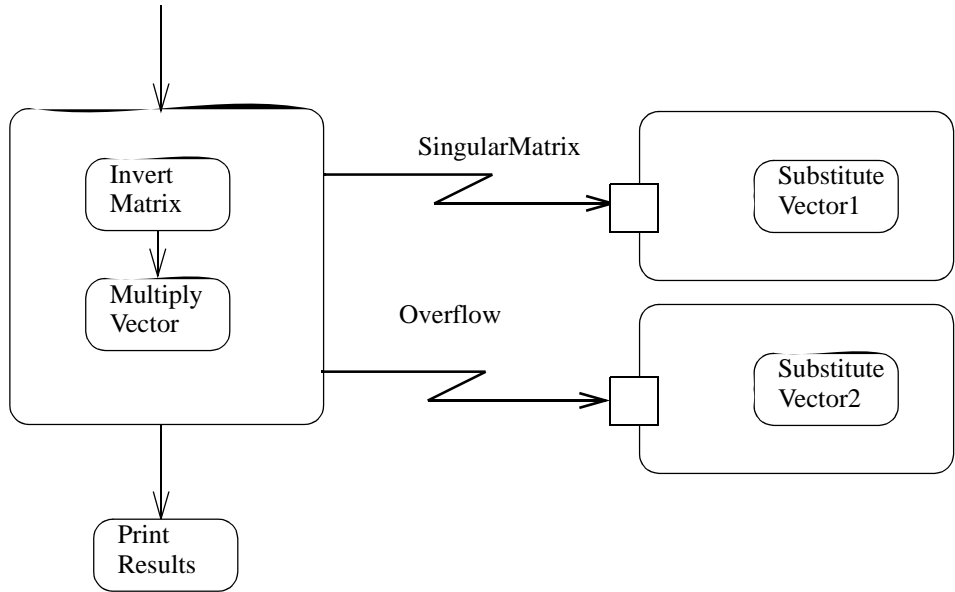 SingularMatrix
Invert
Matrix
Substitute
Vector1
Multiply
Vector
Overflow
Substitute
Vector2
Print
Results